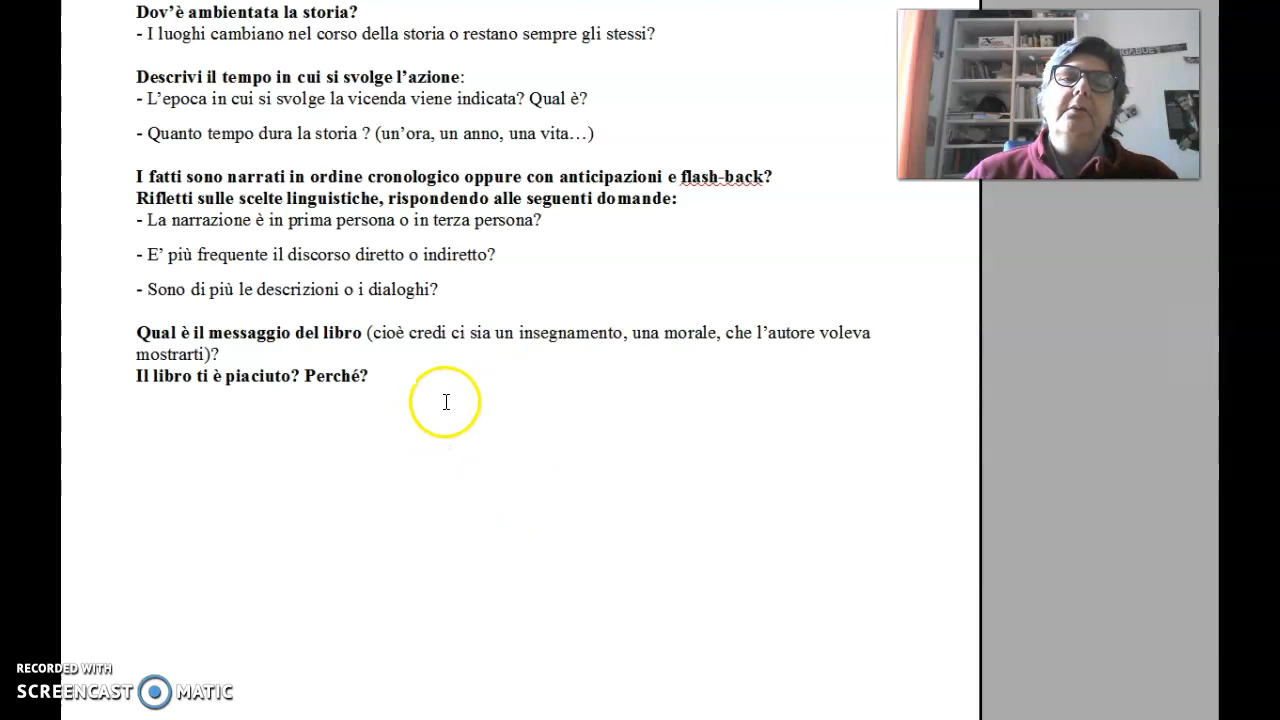 Dov’è ambientata la storia?
- I luoghi cambiano nel corso della storia o restano sempre gli stessi?
Descrivi il tempo in cui si svolge l’azione:
- L’epoca in cui si svolge la vicenda viene indicata? Qual è?
- Quanto tempo dura la storia ? (un’ora, un anno, una vita…)
I fatti sono narrati in ordine cronologico oppure con anticipazioni e flash-back?
Rifletti sulle scelte linguistiche, rispondendo alle seguenti domande:
- La narrazione è in prima persona o in terza persona?
- E’ più frequente il discorso diretto o indiretto?
- Sono di più le descrizioni o i dialoghi?
Qual è il messaggio del libro (cioè credi ci sia un insegnamento, una morale, che l’autore voleva
mostrarti)?
Il libro ti è piaciuto? Perché?
RECORDED WITH
SCREENCAST MATIC